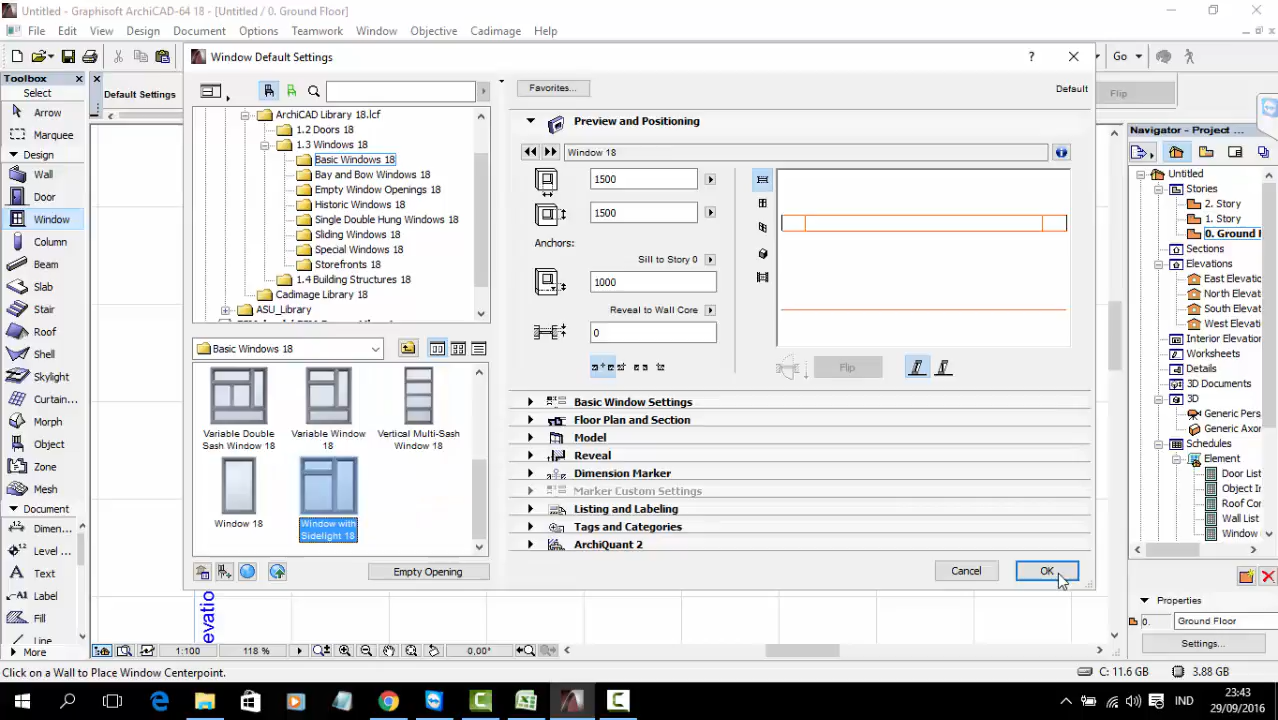 Untitled - Graphisoft ArchiCAD-64 18 - [Untitled / 0. Ground Floor]
File Edit View Design Document Options Teamwork Window Objective Cadimage Help
Go
Toolbox
Select
Arrow
Marquee
Design
Wall
Door
Window
Column
Beam
Slab
Stair
Roof
Shell
Skylight
Curtain...
Morph
Object
Zone
Mesh
Document
Dimen...
Level ...
Text
Label
Fill
Line
More
Default Settings
Window Default Settings
ArchiCAD Library 18.lcf
1.2 Doors 18
1.3 Windows 18
Basic Windows 18
Bay and Bow Windows 18
Empty Window Openings 18
Historic Windows 18
Single Double Hung Windows 18
Sliding Windows 18
Special Windows 18
Storefronts 18
1.4 Building Structures 18
Cadimage Library 18
ASU_Library
Basic Windows 18
Variable Double Sash Window 18
Variable Window 18
Vertical Multi-Sash Window 18
Window 18
Window with Sidelight 18
Empty Opening
Favorites...
Default
Preview and Positioning
Window 18
1500
1500
Anchors:
Sill to Story 0
1000
Reveal to Wall Core
0
Flip
Basic Window Settings
Floor Plan and Section
Model
Reveal
Dimension Marker
Marker Custom Settings
Listing and Labeling
Tags and Categories
ArchiQuant 2
Cancel
OK
Flip
Navigator - Project ...
Untitled
Stories
2. Story
1. Story
0. Ground F
Sections
Elevations
East Elevati
North Eleva
South Eleva
West Elevat
Interior Elevation
Worksheets
Details
3D Documents
3D
Generic Pers
Generic Axor
Schedules
Element
Door List
Object In
Roof Cor
Wall List
Window
Properties
0. Ground Floor
Settings...
evatio
1:100
118 %
0,00°
Click on a Wall to Place Window Centerpoint.
C: 11.6 GB
3.88 GB
IND
23:43
29/09/2016